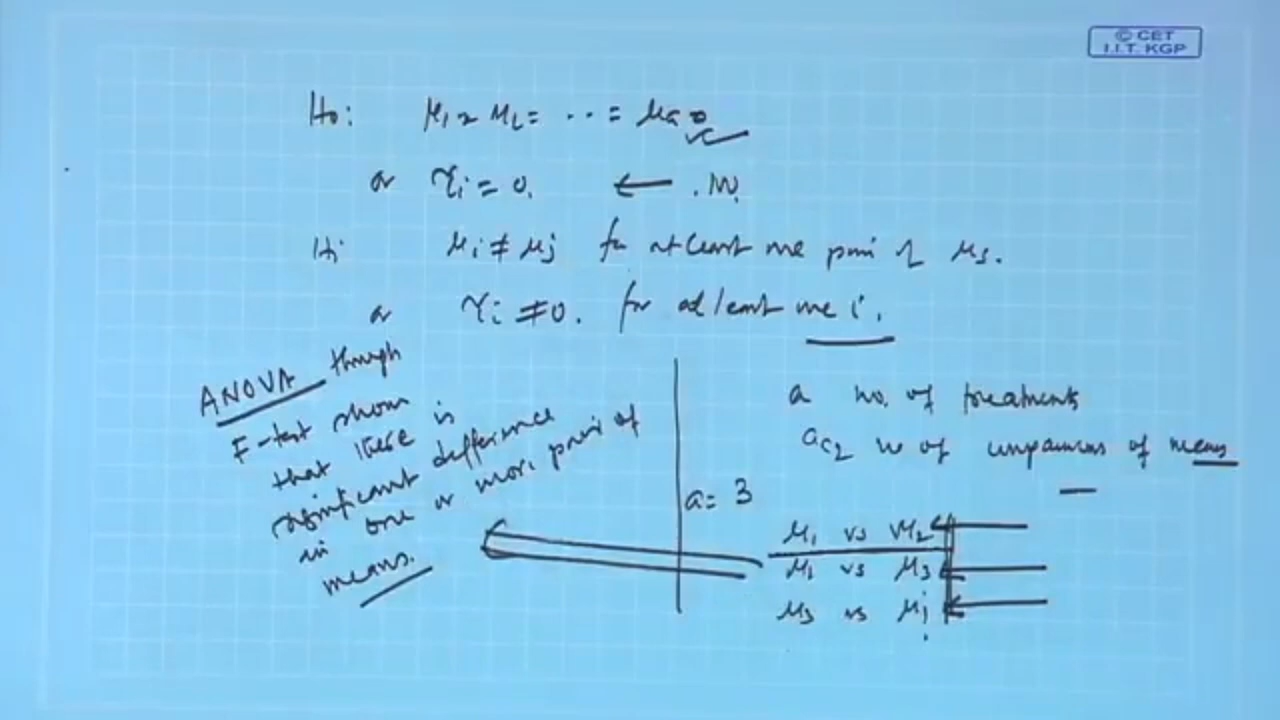 © CET
I.I.T. KGP
H0: μ1 = μ2 = ... = μa
or τi = 0. ←
H1 μi ≠ μj for at least one pair of μs.
or τi ≠ 0. for at least one i.
ANOVA through
F-test shows
that there is
significant difference
in one or more pair of
means.
a no. of treatments
aC2 no of comparisons of means
a = 3
μ1 vs μ2
μ1 vs μ3
μ3 vs μj